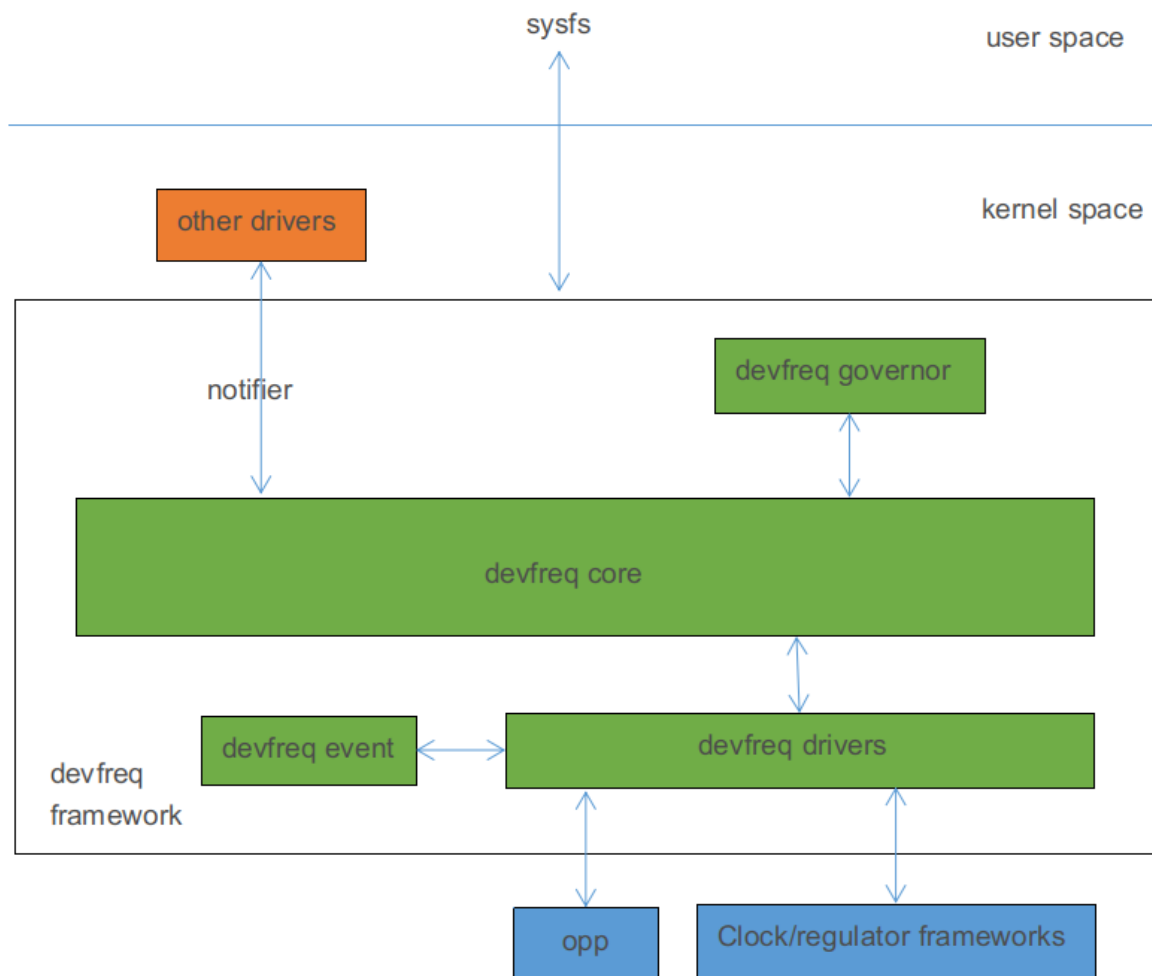 sysfs
user space
kernel space
other drivers
notifier
devfreq governor
devfreq core
devfreq event
devfreq drivers
devfreq
framework
opp
Clock/regulator frameworks